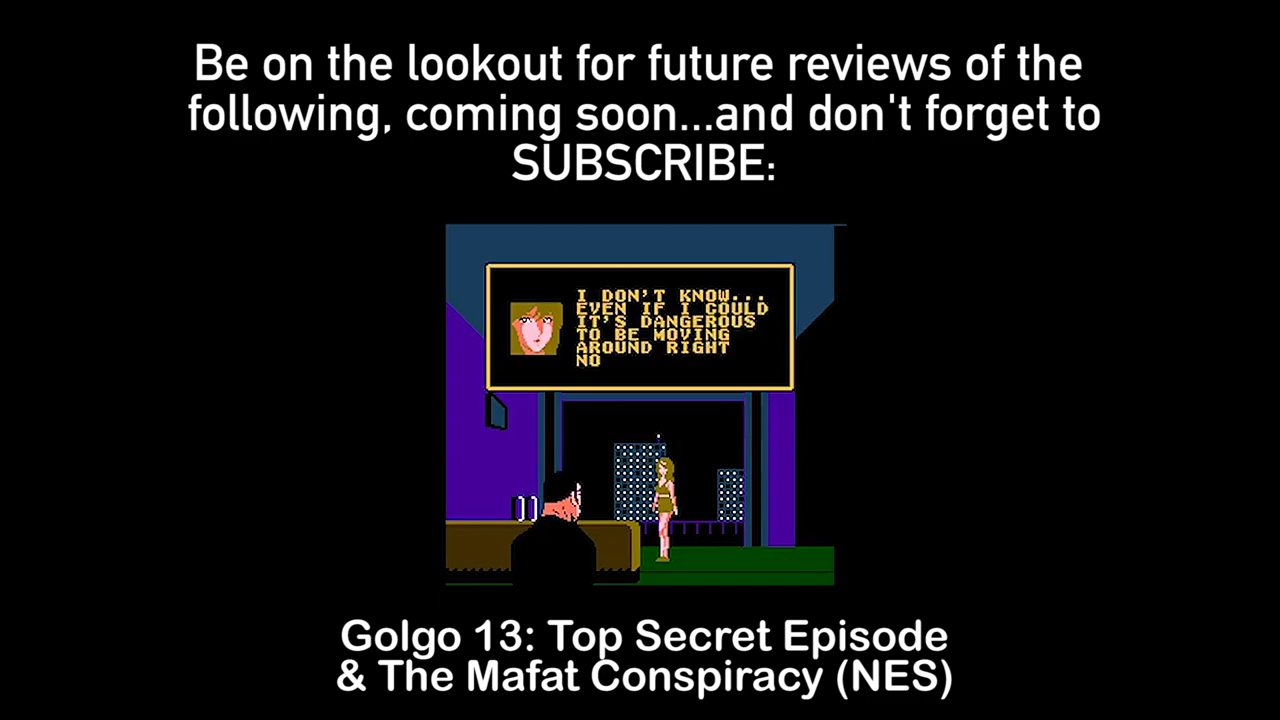 Be on the lookout for future reviews of the
following, coming soon...and don't forget to
SUBSCRIBE:
I DON'T KNOW...
EVEN IF I COULD
IT'S DANGEROUS
TO BE MOVING
AROUND RIGHT
NO
Golgo 13: Top Secret Episode
& The Mafat Conspiracy (NES)